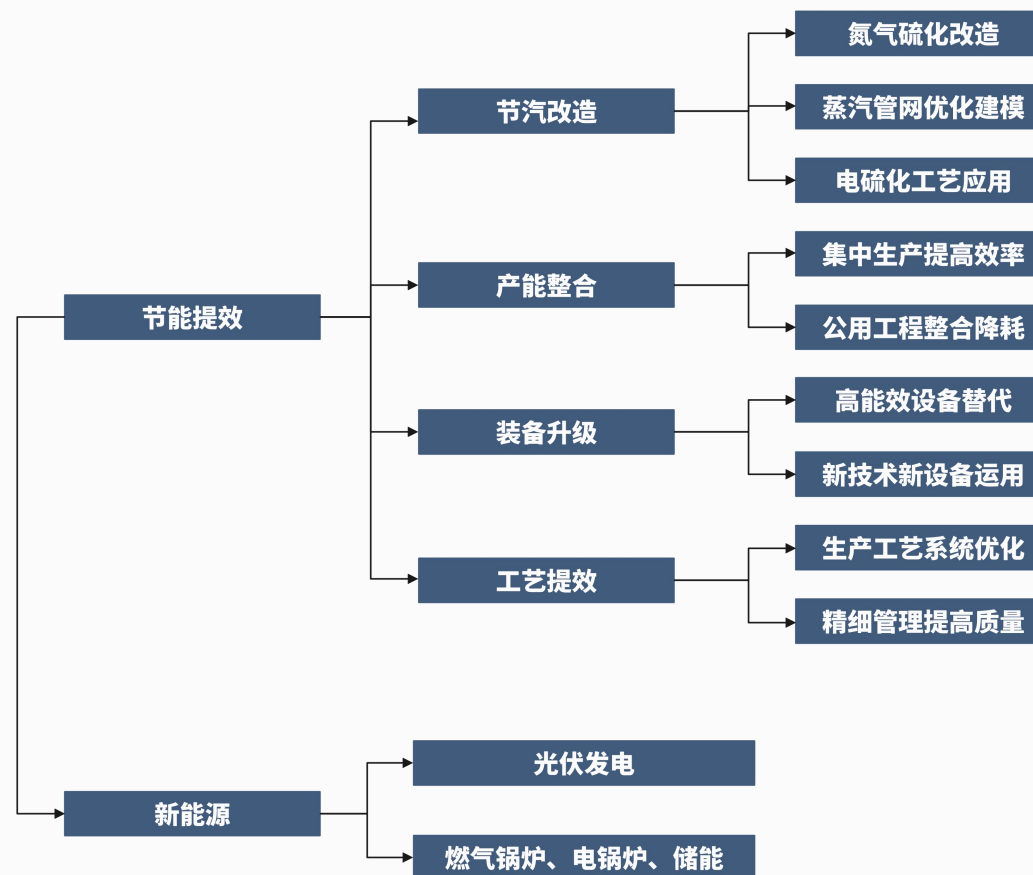 节能提效
节汽改造
氮气硫化改造
蒸汽管网优化建模
电硫化工艺应用
产能整合
集中生产提高效率
公用工程整合降耗
装备升级
高能效设备替代
新技术新设备运用
工艺提效
生产工艺系统优化
精细管理提高质量
新能源
光伏发电
燃气锅炉、电锅炉、储能